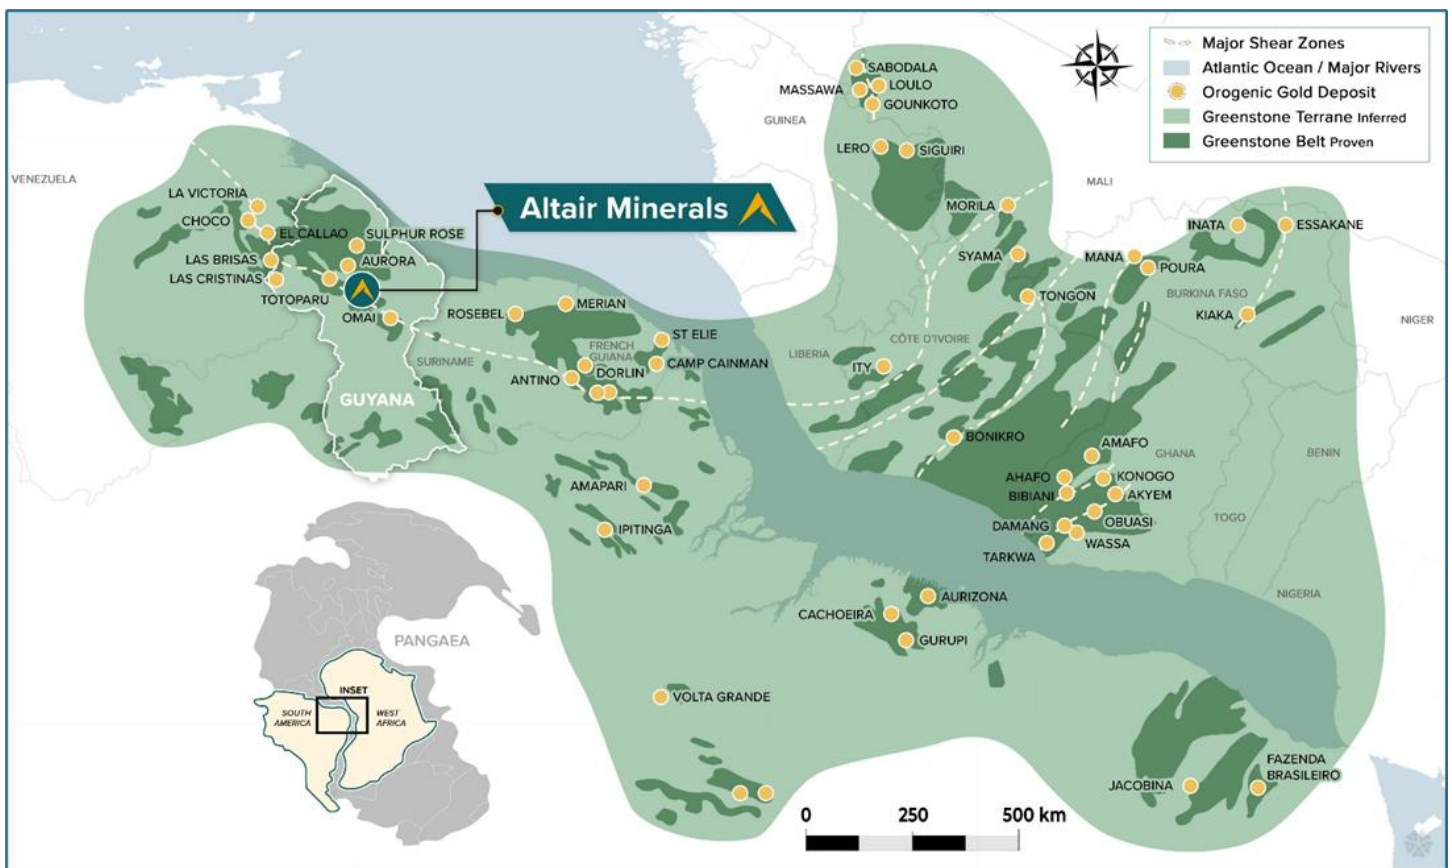 Major Shear Zones
Atlantic Ocean / Major Rivers
Orogenic Gold Deposit
Greenstone Terrane Inferred
Greenstone Belt Proven
SABODALA
MASSAWA
LOULO
GOUNKOTO
GUINEA
LERO
SIGUIRI
MALI
VENEZUELA
LA VICTORIA
CHOCO
EL CALLAO
SULPHUR ROSE
LAS BRISAS
AURORA
LAS CRISTINAS
TOTOPARU
OMAI
Altair Minerals
MORILA
SYAMA
TONGON
INATA
ESSAKANE
MANA
POURA
BURKINA FASO
KIAKA
NIGER
ROSEBEL
MERIAN
ST ELIE
FRENCH
GUIANA
CAMP CAINMAN
SURINAME
ANTINO
DORLIN
GUYANA
LIBERIA
CÔTE D'IVOIRE
ITY
BONIKRO
AMAFO
GHANA
BENIN
AHAFO
KONOGO
BIBIANI
AKYEM
OBUASI
DAMANG
WASSA
TARKWA
TOGO
NIGERIA
AMAPARI
IPITINGA
AURIZONA
CACHOEIRA
GURUPI
VOLTA GRANDE
JACOBINA
FAZENDA
BRASILEIRO
PANGAEA
INSET
SOUTH
AMERICA
WEST
AFRICA
0 250 500 km